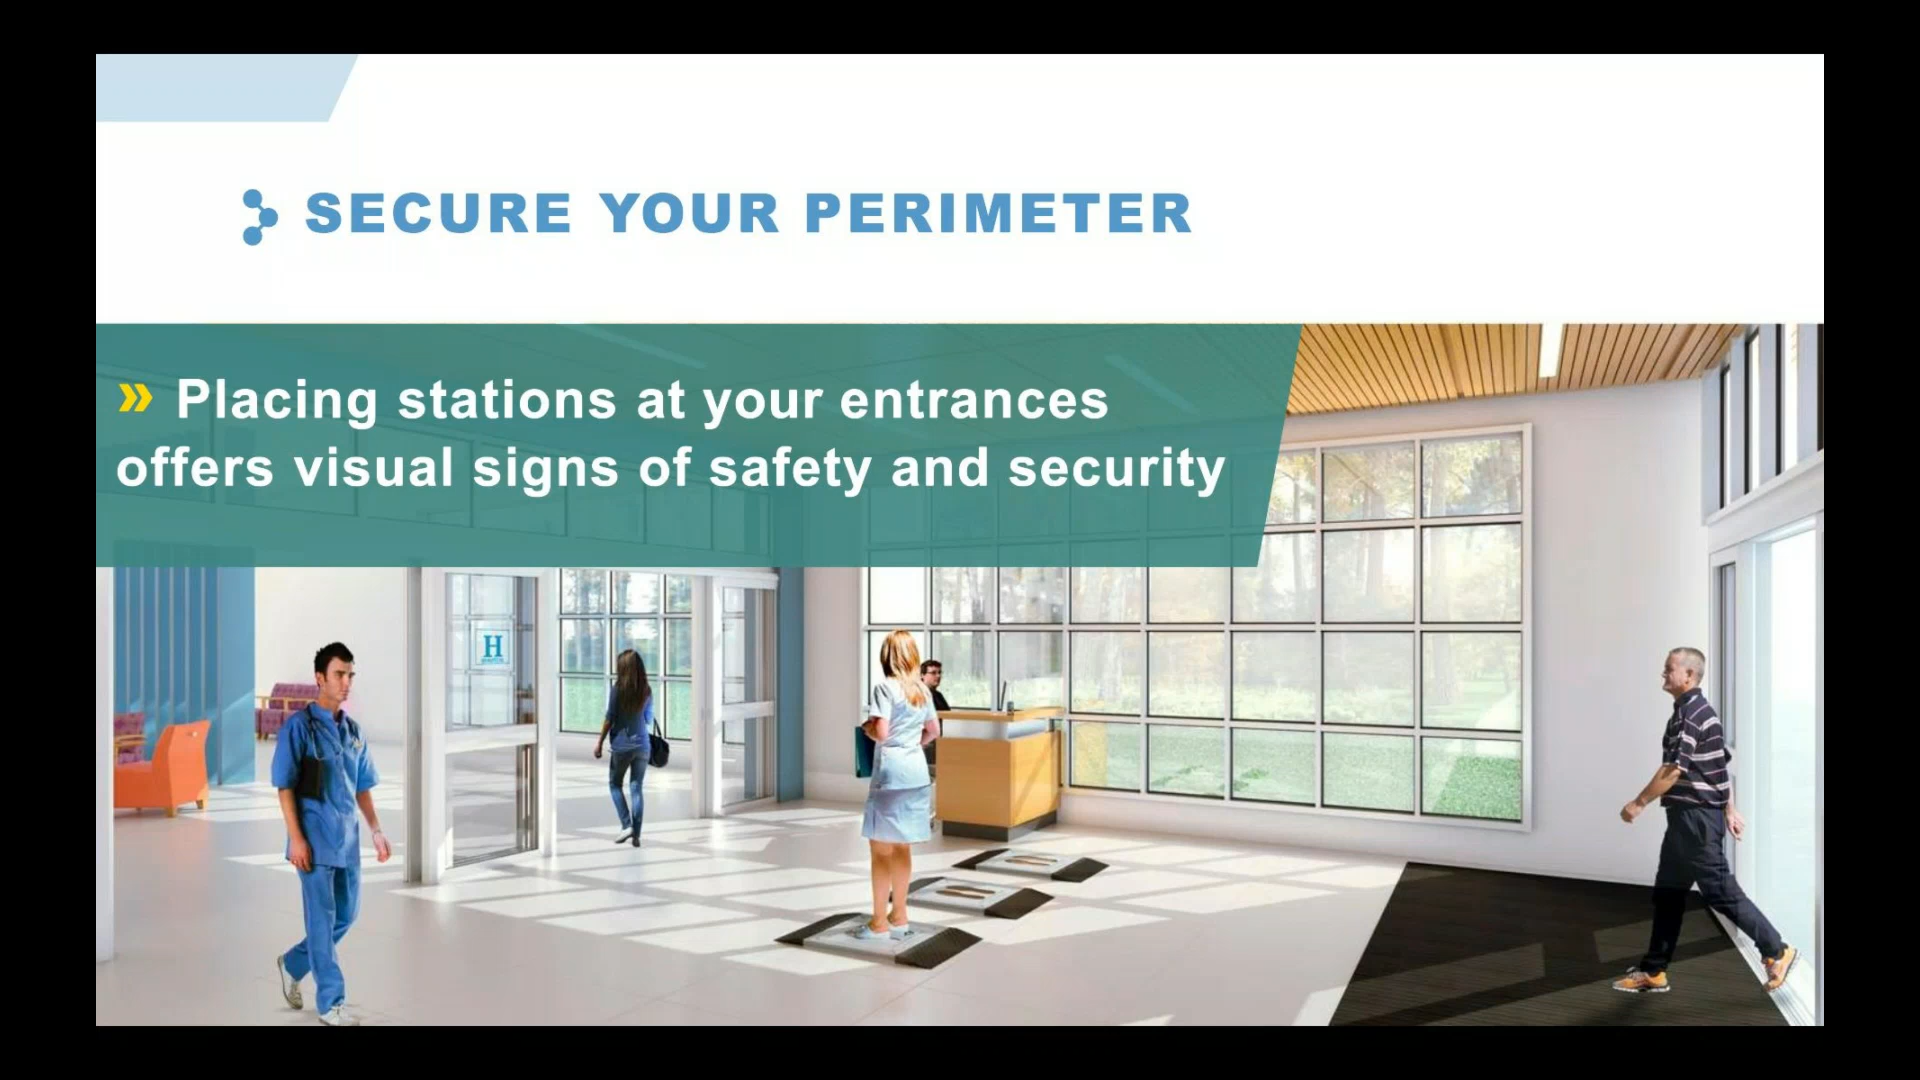 SECURE YOUR PERIMETER
» Placing stations at your entrances
offers visual signs of safety and security
H